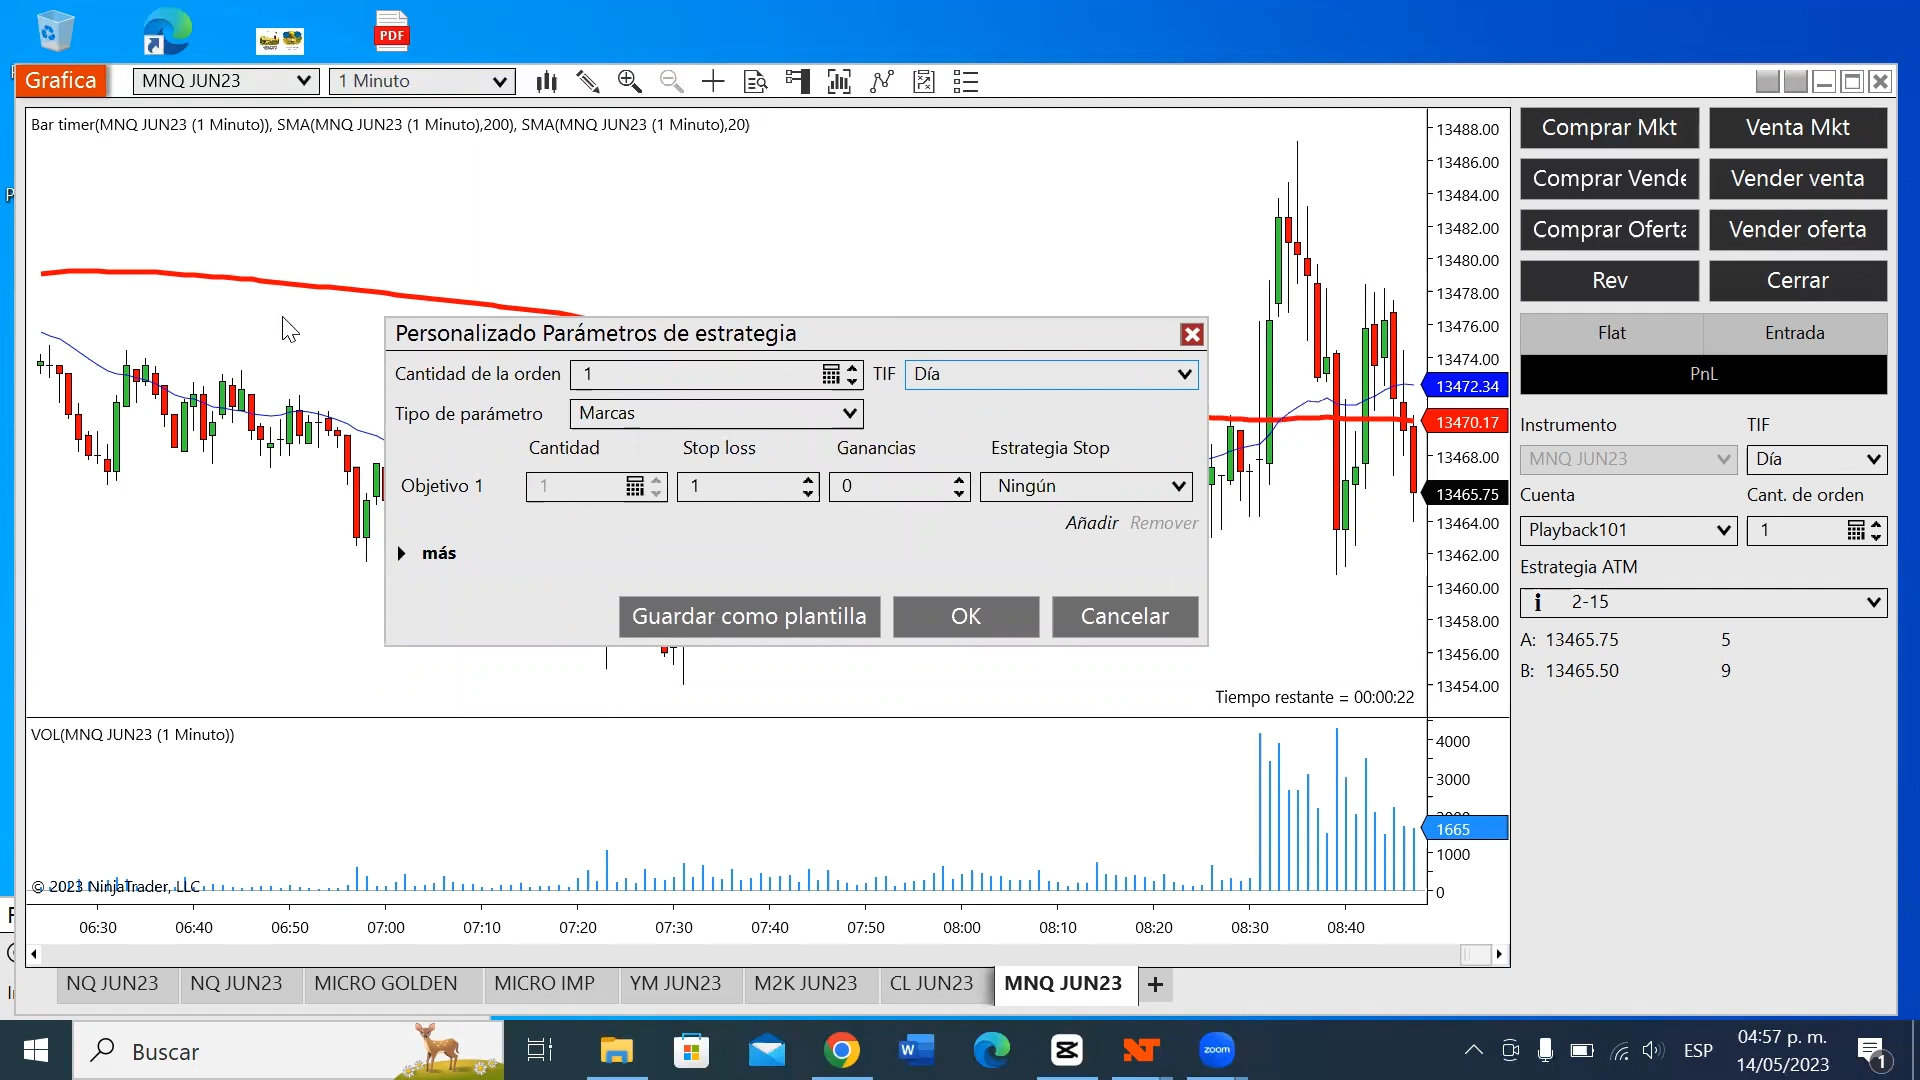 PDF
Grafica
MNQ JUN23
1 Minuto
Bar timer(MNQ JUN23 (1 Minuto)), SMA(MNQ JUN23 (1 Minuto),200), SMA(MNQ JUN23 (1 Minuto),20)
13488.00
13486.00
13484.00
13482.00
13480.00
13478.00
13476.00
13474.00
13472.34
13470.17
13468.00
13465.75
13464.00
13462.00
13460.00
13458.00
13456.00
13454.00
Comprar Mkt
Venta Mkt
Comprar Vende
Vender venta
Comprar Oferta
Vender oferta
Rev
Cerrar
Flat
Entrada
PnL
Instrumento
TIF
MNQ JUN23
Día
Cuenta
Cant. de orden
Playback101
1
Estrategia ATM
i 2-15
A: 13465.75 5
B: 13465.50 9
Personalizado Parámetros de estrategia
Cantidad de la orden
1
TIF
Día
Tipo de parámetro
Marcas
Cantidad
Stop loss
Ganancias
Estrategia Stop
Objetivo 1
1
1
0
Ningún
Añadir
Remover
más
Guardar como plantilla
OK
Cancelar
Tiempo restante = 00:00:22
VOL(MNQ JUN23 (1 Minuto))
4000
3000
1665
1000
0
© 2023 NinjaTrader, LLC
06:30
06:40
06:50
07:00
07:10
07:20
07:30
07:40
07:50
08:00
08:10
08:20
08:30
08:40
NQ JUN23
NQ JUN23
MICRO GOLDEN
MICRO IMP
YM JUN23
M2K JUN23
CL JUN23
MNQ JUN23
+
Buscar
W
zoom
ESP
04:57 p. m.
14/05/2023
1